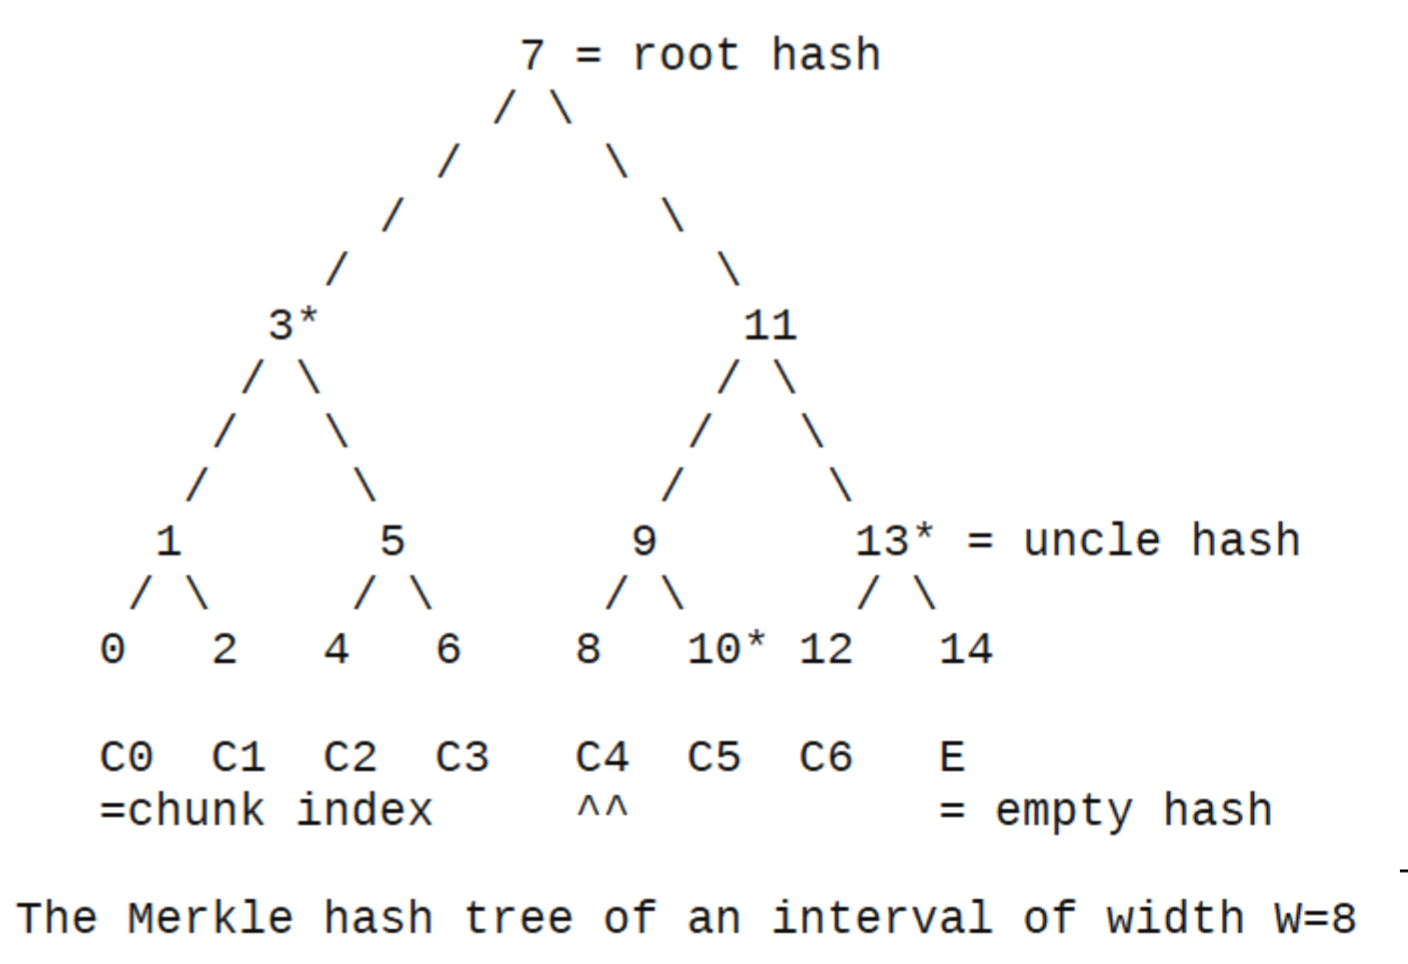 7 = root hash
/ \
/ \
/ \
/ \
3* 11
/ \ / \
/ \ / \
/ \ / \
1 5 9 13* = uncle hash
/ \ / \ / \ / \
0 2 4 6 8 10* 12 14
C0 C1 C2 C3 C4 C5 C6 E
=chunk index ^^ = empty hash
The Merkle hash tree of an interval of width W=8